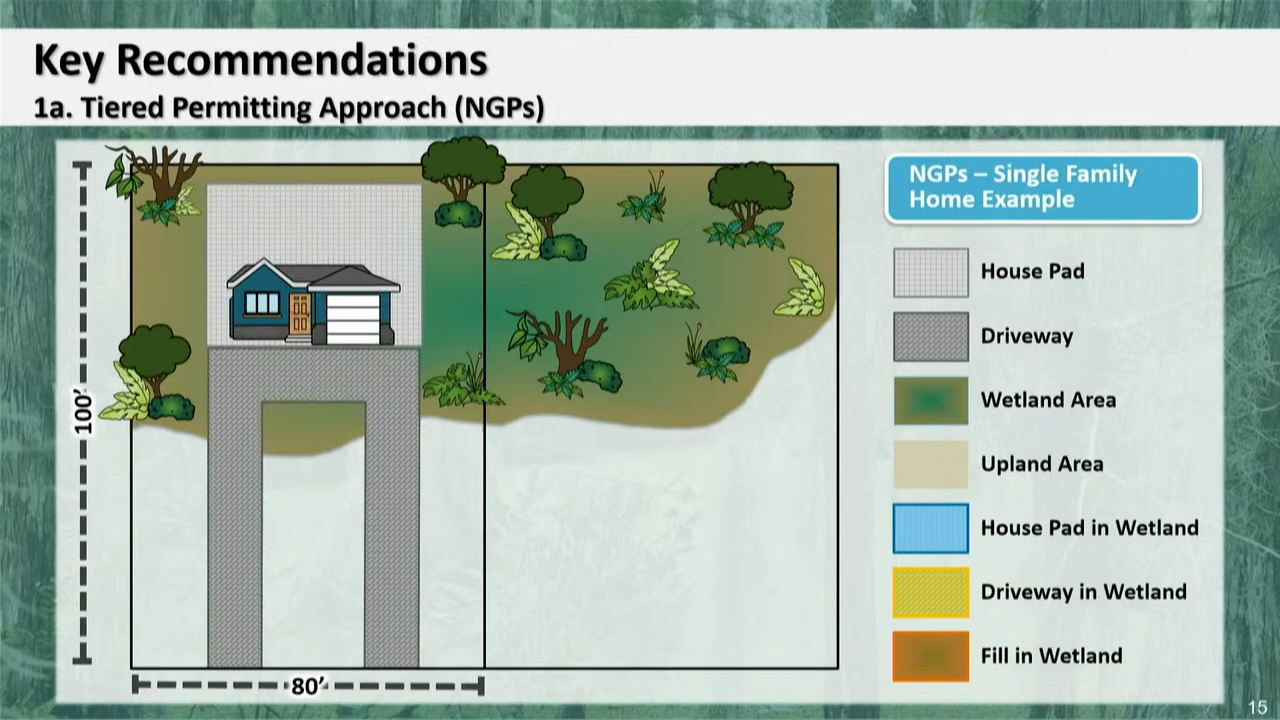 Key Recommendations
1a. Tiered Permitting Approach (NGPs)
NGPs – Single Family
Home Example
House Pad
Driveway
Wetland Area
Upland Area
House Pad in Wetland
Driveway in Wetland
Fill in Wetland
100’
80’
15